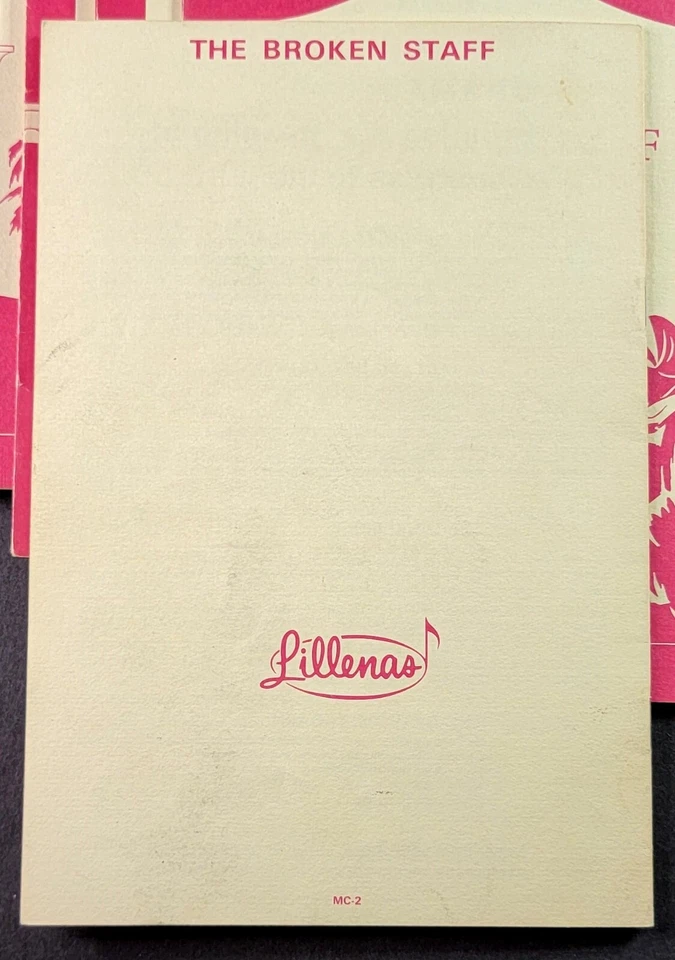 THE BROKEN STAFF
Lillenas
MC-2